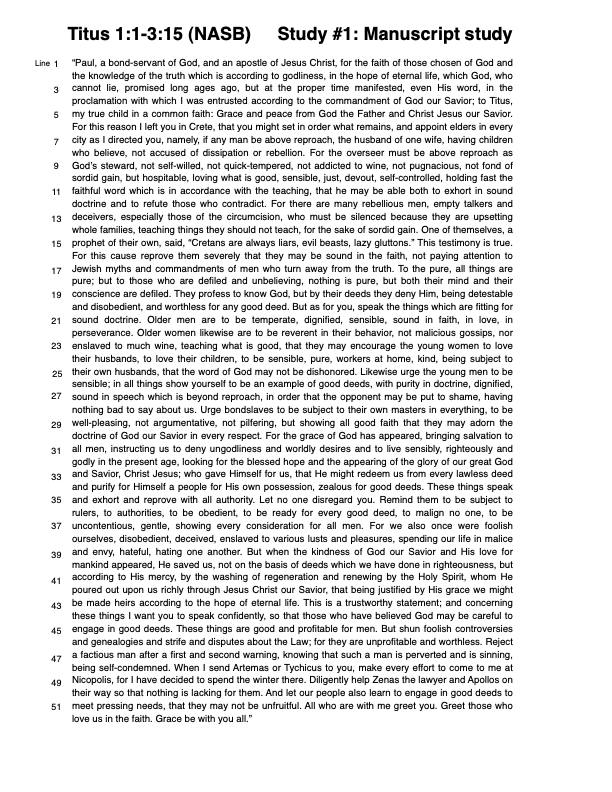 Titus 1:1-3:15 (NASB) Study #1: Manuscript study
Line 1 “Paul, a bond-servant of God, and an apostle of Jesus Christ, for the faith of those chosen of God and
the knowledge of the truth which is according to godliness, in the hope of eternal life, which God, who
3 cannot lie, promised long ages ago, but at the proper time manifested, even His word, in the
proclamation with which I was entrusted according to the commandment of God our Savior; to Titus,
5 my true child in a common faith: Grace and peace from God the Father and Christ Jesus our Savior.
For this reason I left you in Crete, that you might set in order what remains, and appoint elders in every
7 city as I directed you, namely, if any man be above reproach, the husband of one wife, having children
who believe, not accused of dissipation or rebellion. For the overseer must be above reproach as
9 God’s steward, not self-willed, not quick-tempered, not addicted to wine, not pugnacious, not fond of
sordid gain, but hospitable, loving what is good, sensible, just, devout, self-controlled, holding fast the
11 faithful word which is in accordance with the teaching, that he may be able both to exhort in sound
doctrine and to refute those who contradict. For there are many rebellious men, empty talkers and
13 deceivers, especially those of the circumcision, who must be silenced because they are upsetting
whole families, teaching things they should not teach, for the sake of sordid gain. One of themselves, a
15 prophet of their own, said, “Cretans are always liars, evil beasts, lazy gluttons.” This testimony is true.
For this cause reprove them severely that they may be sound in the faith, not paying attention to
17 Jewish myths and commandments of men who turn away from the truth. To the pure, all things are
pure; but to those who are defiled and unbelieving, nothing is pure, but both their mind and their
19 conscience are defiled. They profess to know God, but by their deeds they deny Him, being detestable
and disobedient, and worthless for any good deed. But as for you, speak the things which are fitting for
21 sound doctrine. Older men are to be temperate, dignified, sensible, sound in faith, in love, in
perseverance. Older women likewise are to be reverent in their behavior, not malicious gossips, nor
23 enslaved to much wine, teaching what is good, that they may encourage the young women to love
their husbands, to love their children, to be sensible, pure, workers at home, kind, being subject to
25 their own husbands, that the word of God may not be dishonored. Likewise urge the young men to be
sensible; in all things show yourself to be an example of good deeds, with purity in doctrine, dignified,
27 sound in speech which is beyond reproach, in order that the opponent may be put to shame, having
nothing bad to say about us. Urge bondslaves to be subject to their own masters in everything, to be
29 well-pleasing, not argumentative, not pilfering, but showing all good faith that they may adorn the
doctrine of God our Savior in every respect. For the grace of God has appeared, bringing salvation to
31 all men, instructing us to deny ungodliness and worldly desires and to live sensibly, righteously and
godly in the present age, looking for the blessed hope and the appearing of the glory of our great God
33 and Savior, Christ Jesus; who gave Himself for us, that He might redeem us from every lawless deed
and purify for Himself a people for His own possession, zealous for good deeds. These things speak
35 and exhort and reprove with all authority. Let no one disregard you. Remind them to be subject to
rulers, to authorities, to be obedient, to be ready for every good deed, to malign no one, to be
37 uncontentious, gentle, showing every consideration for all men. For we also once were foolish
ourselves, disobedient, deceived, enslaved to various lusts and pleasures, spending our life in malice
39 and envy, hateful, hating one another. But when the kindness of God our Savior and His love for
mankind appeared, He saved us, not on the basis of deeds which we have done in righteousness, but
41 according to His mercy, by the washing of regeneration and renewing by the Holy Spirit, whom He
poured out upon us richly through Jesus Christ our Savior, that being justified by His grace we might
43 be made heirs according to the hope of eternal life. This is a trustworthy statement; and concerning
these things I want you to speak confidently, so that those who have believed God may be careful to
45 engage in good deeds. These things are good and profitable for men. But shun foolish controversies
and genealogies and strife and disputes about the Law; for they are unprofitable and worthless. Reject
47 a factious man after a first and second warning, knowing that such a man is perverted and is sinning,
being self-condemned. When I send Artemas or Tychicus to you, make every effort to come to me at
49 Nicopolis, for I have decided to spend the winter there. Diligently help Zenas the lawyer and Apollos on
their way so that nothing is lacking for them. And let our people also learn to engage in good deeds to
51 meet pressing needs, that they may not be unfruitful. All who are with me greet you. Greet those who
love us in the faith. Grace be with you all.”